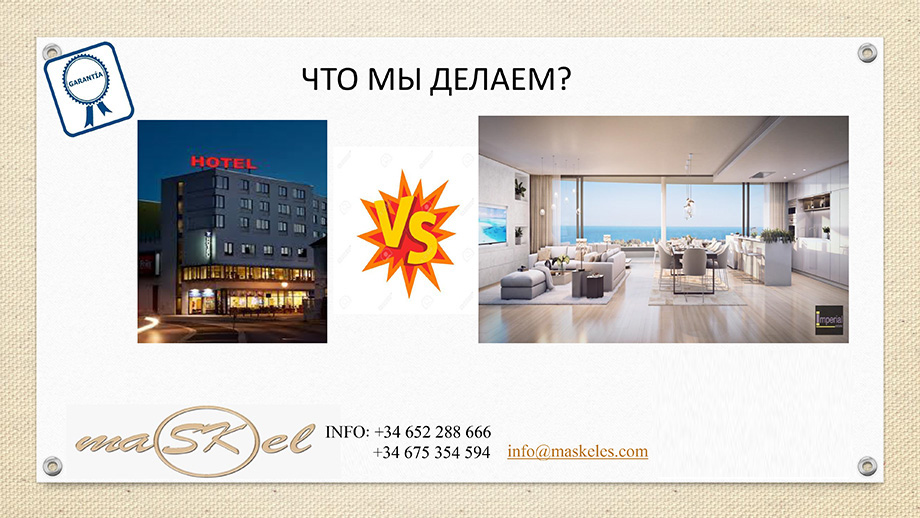 ЧТО МЫ ДЕЛАЕМ?
GARANTÍA
HOTEL
HOTEL
VS
imperial
maSKel
INFO: +34 652 288 666
+34 675 354 594 info@maskeles.com